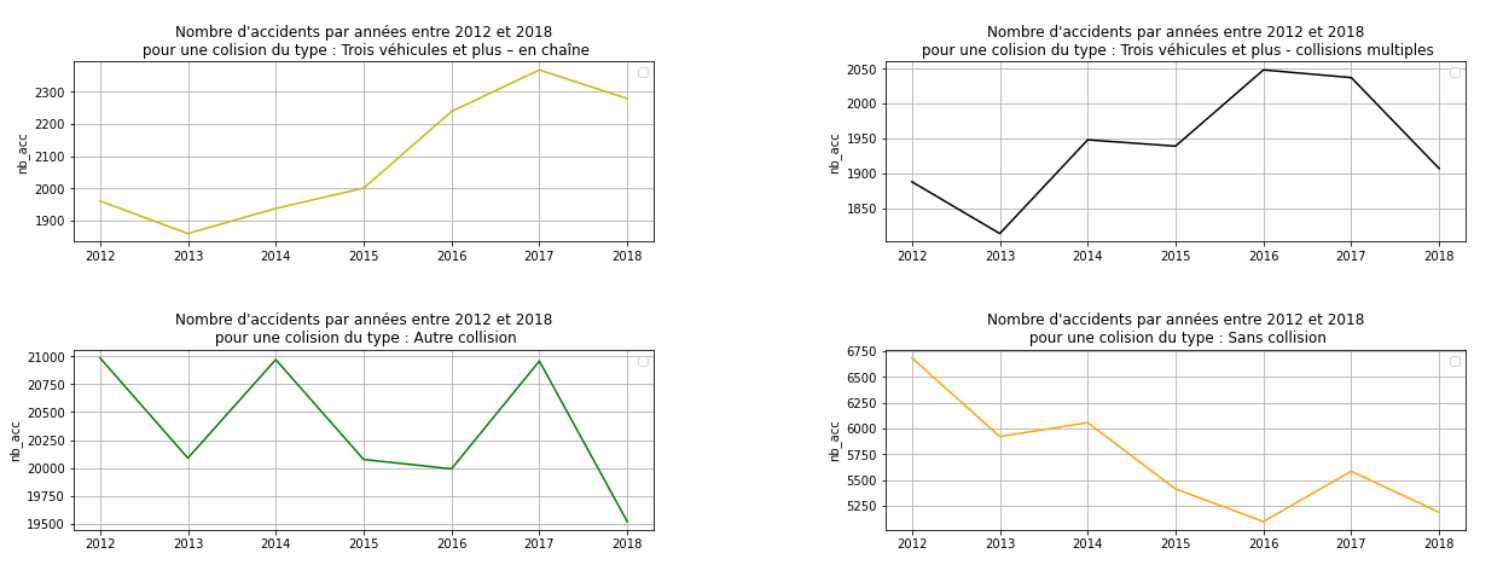 Nombre d'accidents par années entre 2012 et 2018
pour une colision du type : Trois véhicules et plus – en chaîne
2300
2200
2100
2000
1900
nb_acc
2012 2013 2014 2015 2016 2017 2018
Nombre d'accidents par années entre 2012 et 2018
pour une colision du type : Trois véhicules et plus - collisions multiples
2050
2000
1950
1900
1850
nb_acc
2012 2013 2014 2015 2016 2017 2018
Nombre d'accidents par années entre 2012 et 2018
pour une colision du type : Autre collision
21000
20750
20500
20250
20000
19750
19500
nb_acc
2012 2013 2014 2015 2016 2017 2018
Nombre d'accidents par années entre 2012 et 2018
pour une colision du type : Sans collision
6750
6500
6250
6000
5750
5500
5250
nb_acc
2012 2013 2014 2015 2016 2017 2018